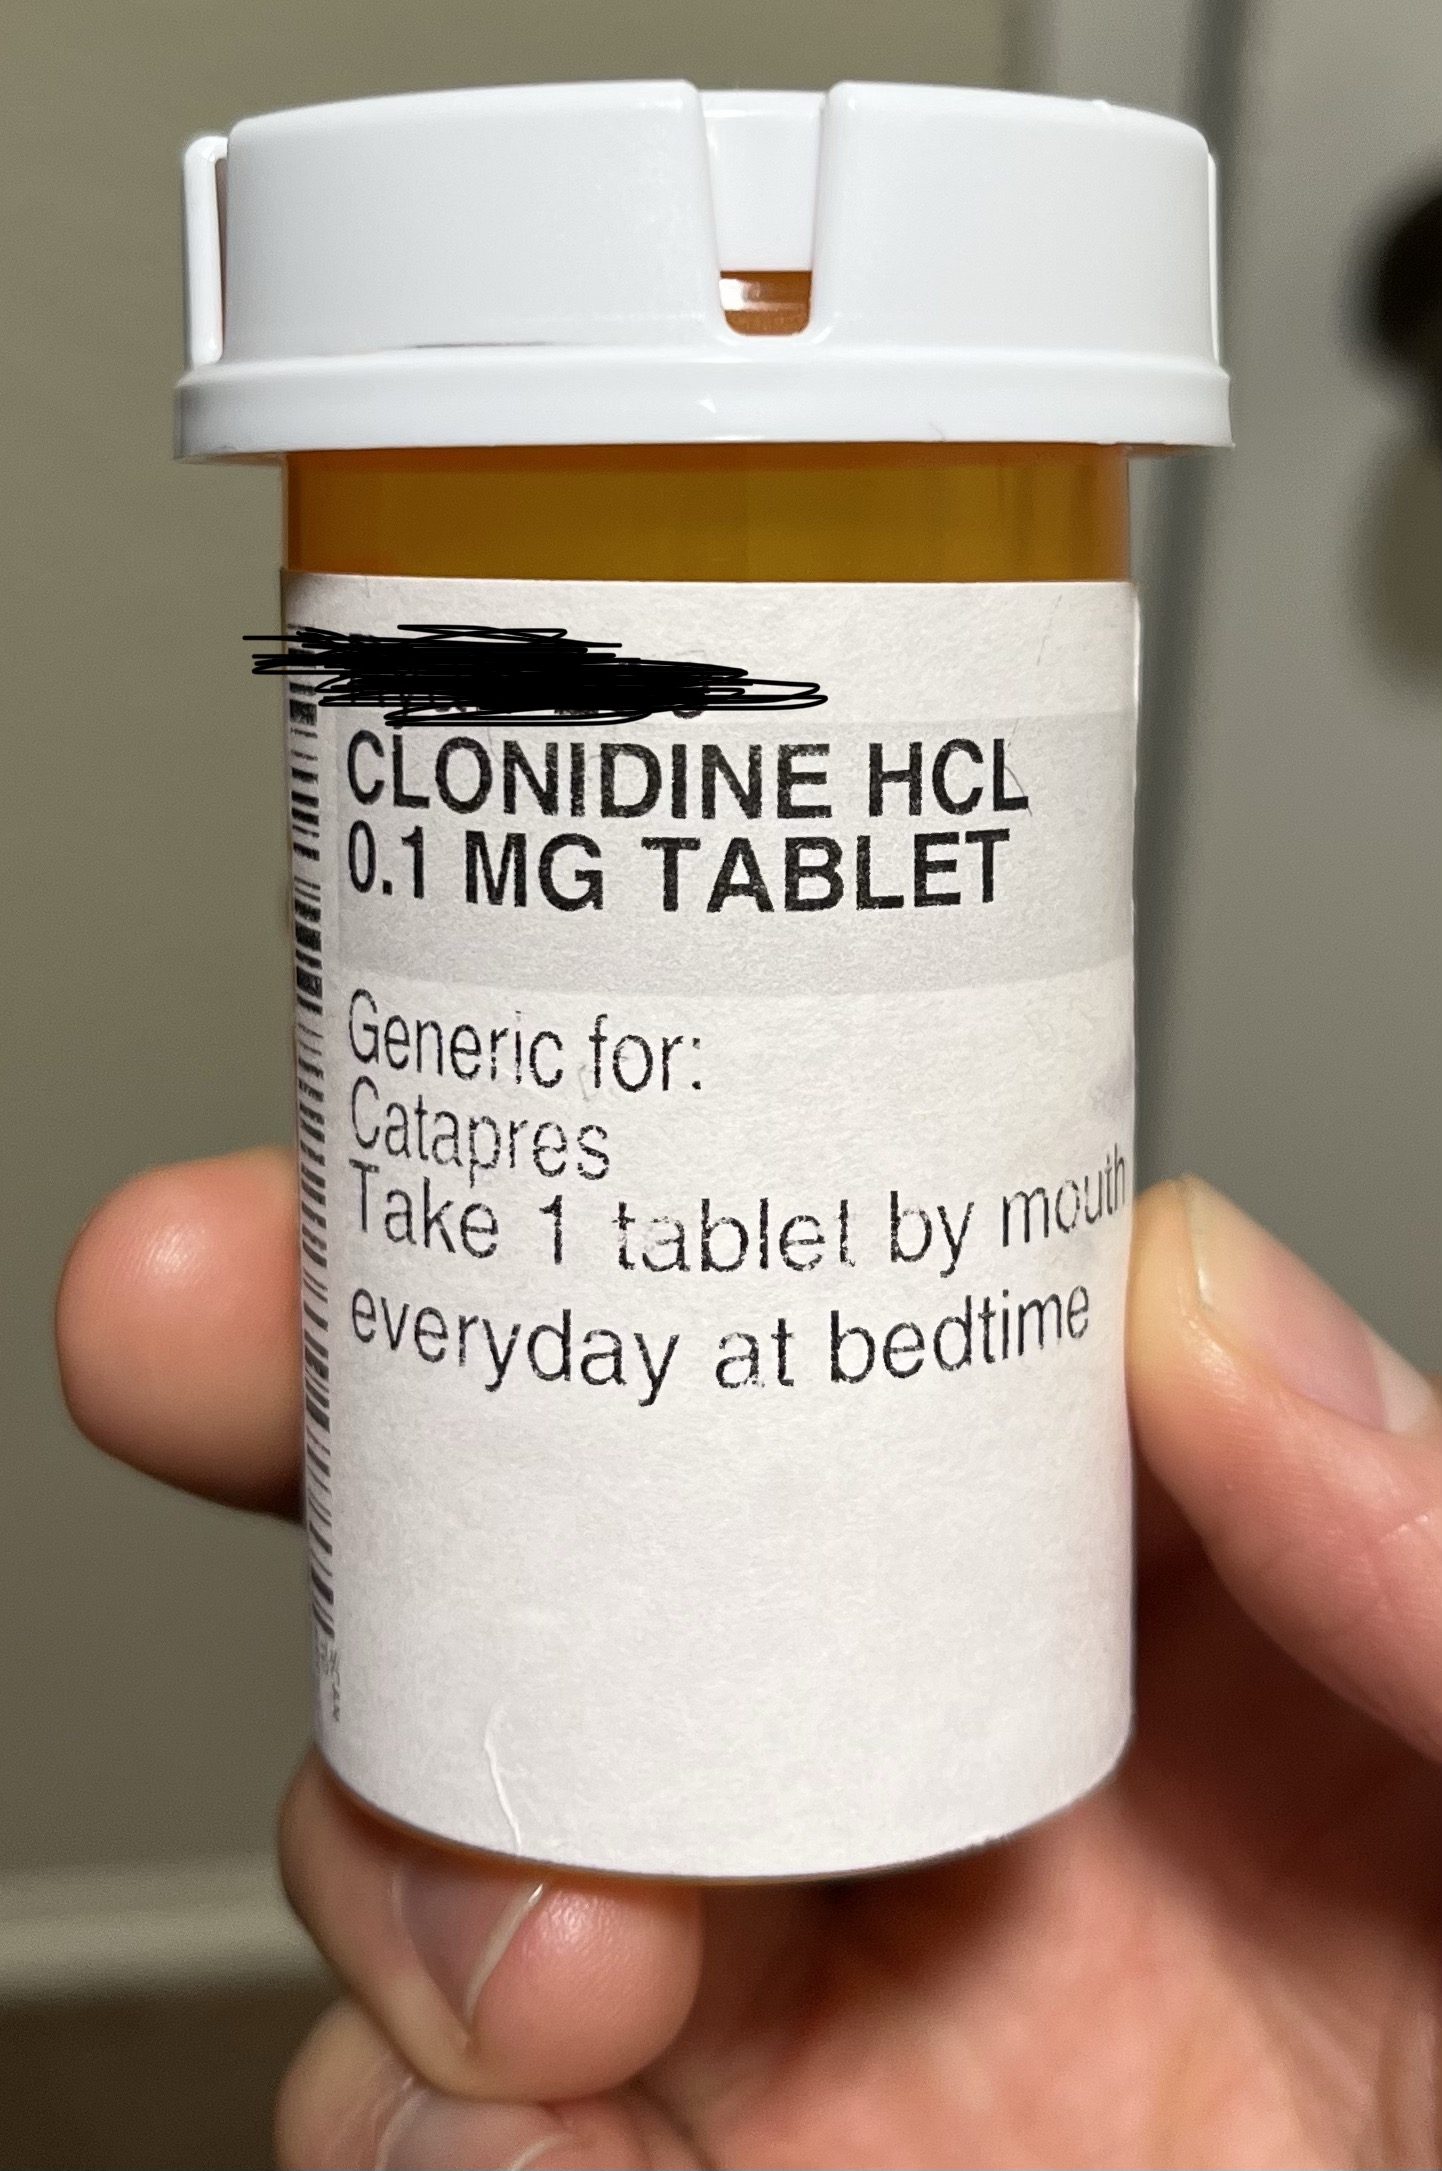 CLONIDINE HCL
0.1 MG TABLET
Generic for:
Catapres
Take 1 tablet by mouth
everyday at bedtime